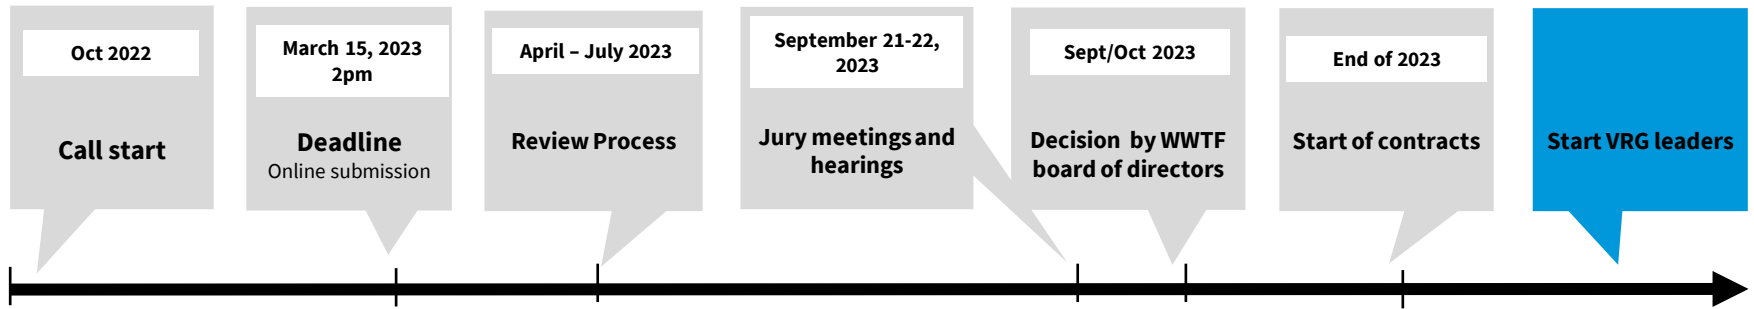 Oct 2022
Call start
March 15, 2023
2pm
Deadline
Online submission
April – July 2023
Review Process
September 21-22,
2023
Jury meetings and
hearings
Sept/Oct 2023
Decision by WWTF
board of directors
End of 2023
Start of contracts
Start VRG leaders